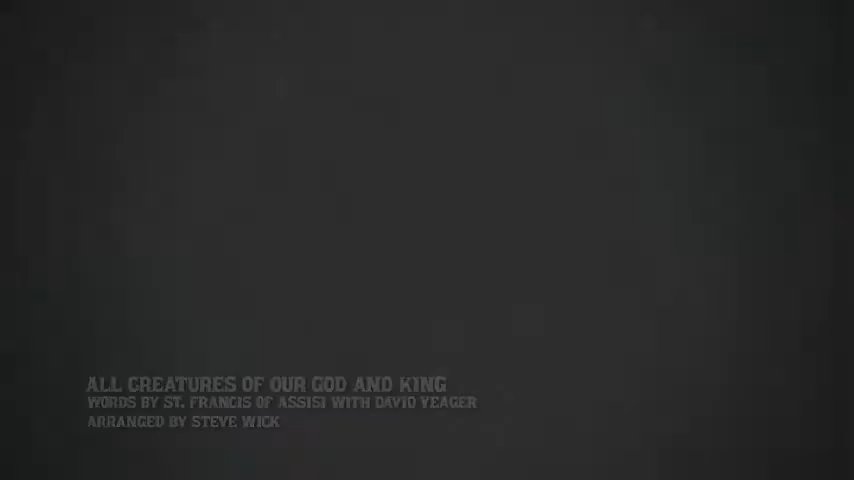 ALL CREATURES OF OUR GOD AND KING
WORDS BY ST. FRANCIS OF ASSISI WITH DAVID YEAGER
ARRANGED BY STEVE WICK